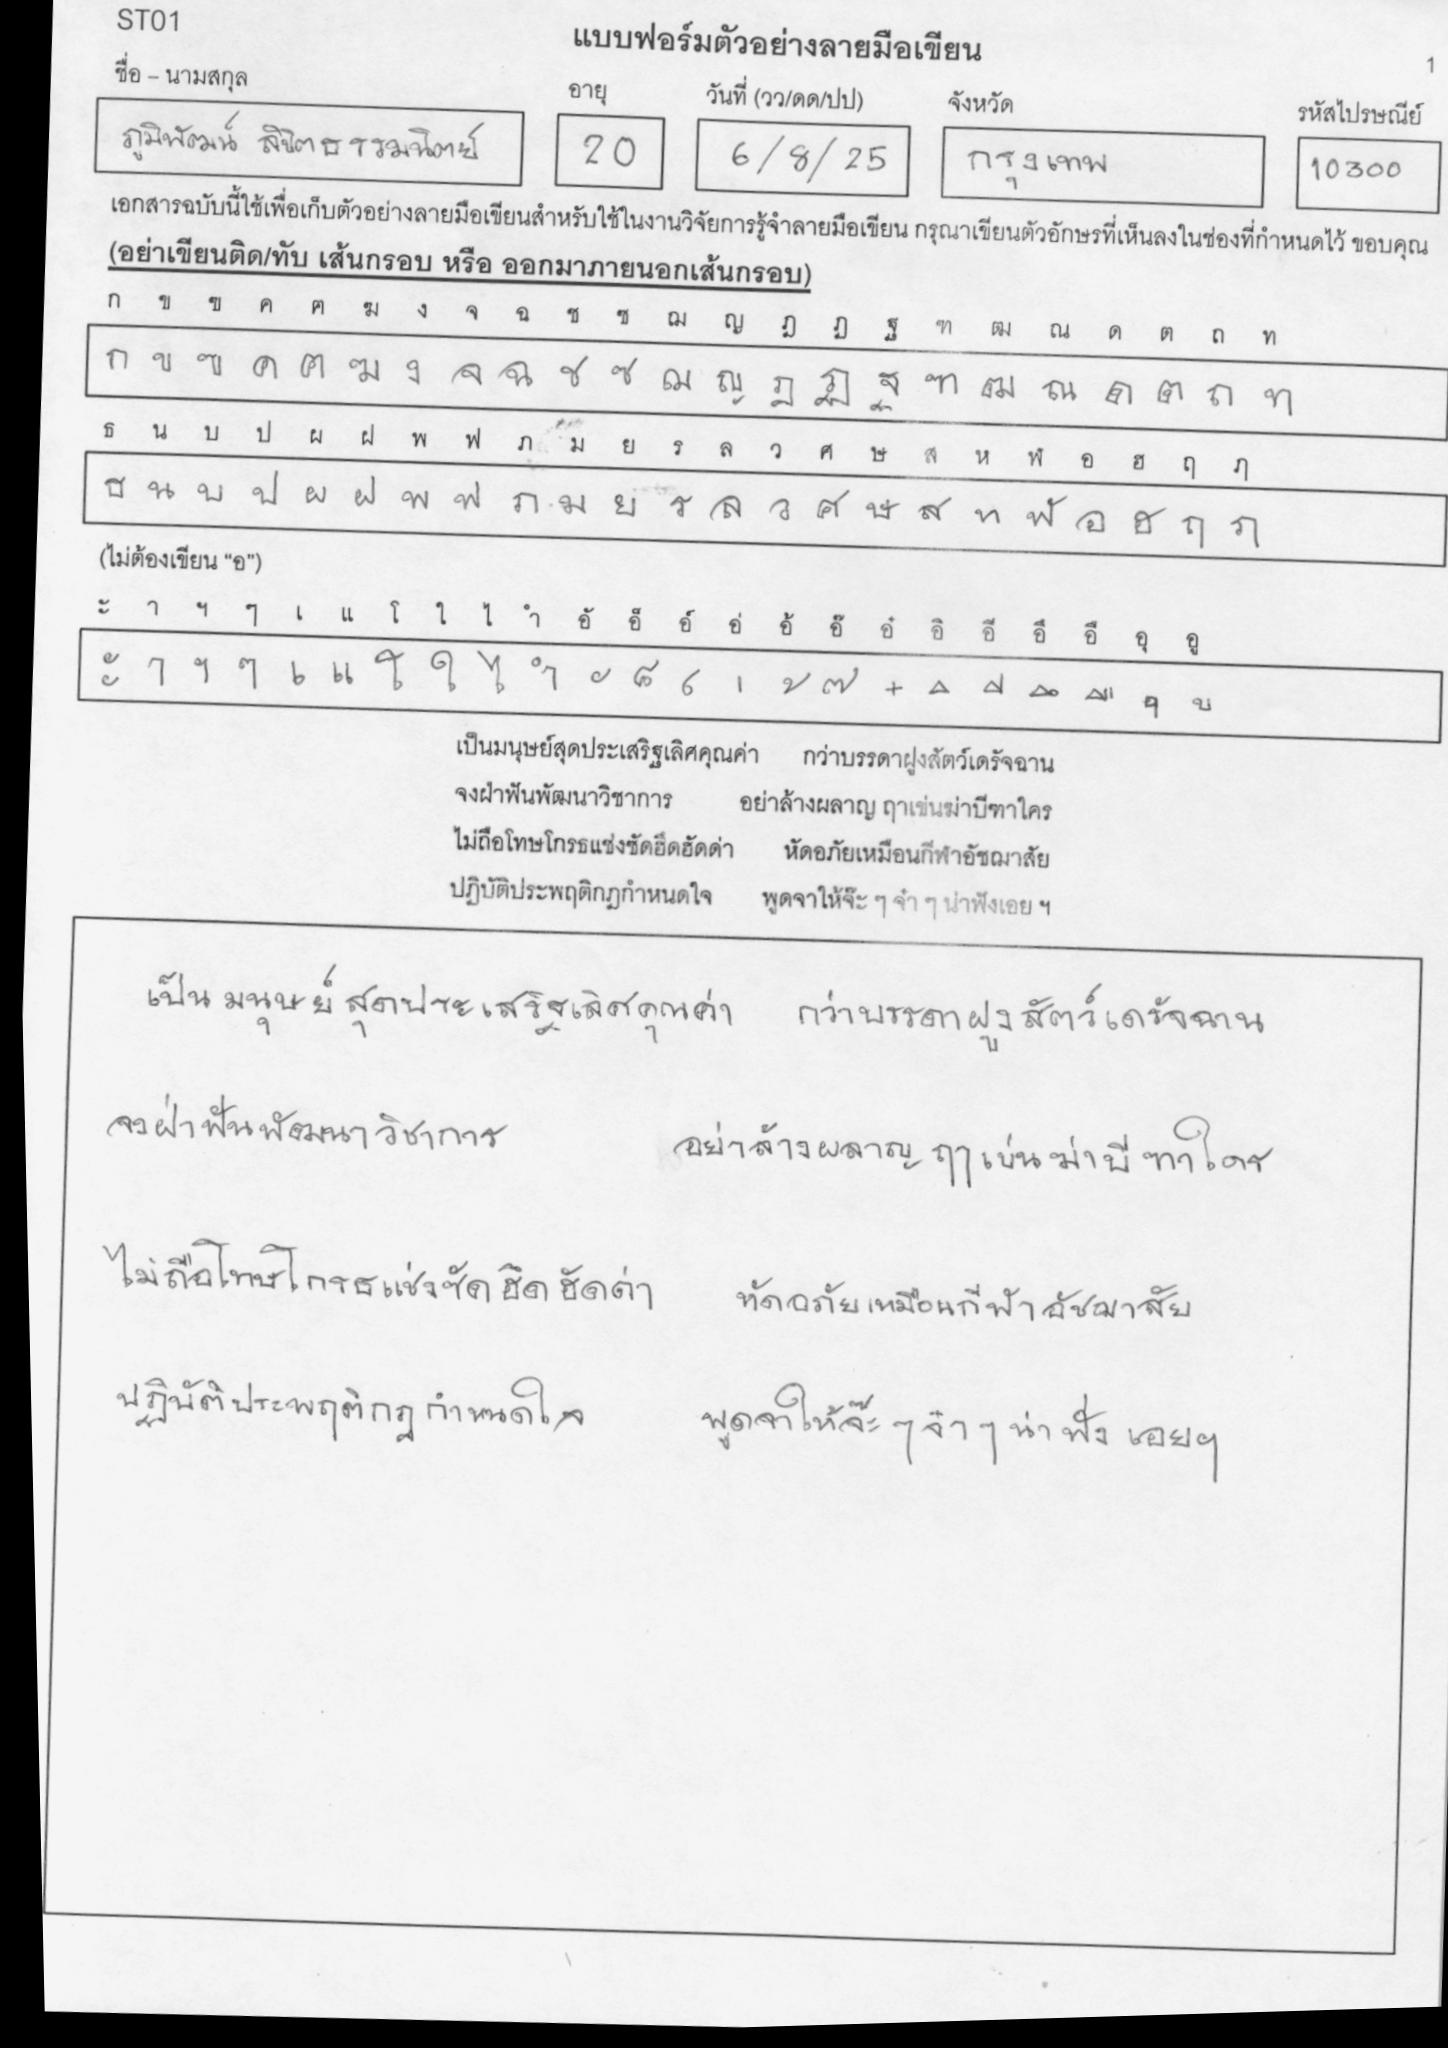 ST01
แบบฟอร์มตัวอย่างลายมือเขียน
1
ชื่อ – นามสกุล อายุ วันที่ (วว/ดด/ปป) จังหวัด รหัสไปรษณีย์
ภูมิพัฒน์ ลิขิตธรรมนิตย์ 20 6/8/25 กรุงเทพ 10300
เอกสารฉบับนี้ใช้เพื่อเก็บตัวอย่างลายมือเขียนสำหรับใช้ในงานวิจัยการรู้จำลายมือเขียน กรุณาเขียนตัวอักษรที่เห็นลงในช่องที่กำหนดไว้ ขอบคุณ
(อย่าเขียนติด/ทับ เส้นกรอบ หรือ ออกมาภายนอกเส้นกรอบ)
ก ข ฃ ค ฅ ฆ ง จ ฉ ช ซ ฌ ญ ฎ ฏ ฐ ฑ ฒ ณ ด ต ถ ท
ก ข ฃ ค ฅ ฆ ง จ ฉ ช ซ ฌ ญ ฎ ฏ ฐ ฑ ฒ ณ ด ต ถ ท
ธ น บ ป ผ ฝ พ ฟ ภ ม ย ร ล ว ศ ษ ส ห ฬ อ ฮ ฤ ฦ
ธ น บ ป ผ ฝ พ ฟ ภ ม ย ร ล ว ศ ษ ส ห ฬ อ ฮ ฤ ฦ
(ไม่ต้องเขียน “อ”)
ะ า ฯ ๆ เ แ โ ใ ไ ำ อั อ็ อ์ อ่ อ้ อ๊ อ๋ อิ อี อึ อื อุ อู
ะ า ฯ ๆ เ แ โ ใ ไ ำ ั ็ ์ ่ ้ ๊ ๋ ิ ี ึ ื ุ ู
เป็นมนุษย์สุดประเสริฐเลิศคุณค่า กว่าบรรดาฝูงสัตว์เดรัจฉาน
จงฝ่าฟันพัฒนาวิชาการ อย่าล้างผลาญ ฤาเข่นฆ่าบีฑาใคร
ไม่ถือโทษโกรธแช่งซัดฮึดฮัดด่า หัดอภัยเหมือนกีฬาอัชฌาสัย
ปฏิบัติประพฤติกฎกำหนดใจ พูดจาให้จ๊ะ ๆ จ๋า ๆ น่าฟังเอย ฯ
เป็นมนุษย์สุดประเสริฐเลิศคุณค่า กว่าบรรดาฝูงสัตว์เดรัจฉาน
จงฝ่าฟันพัฒนาวิชาการ อย่าล้างผลาญ ฤาเข่นฆ่าบีฑาใคร
ไม่ถือโทษโกรธแช่งซัดฮึดฮัดด่า หัดอภัยเหมือนกีฬาอัชฌาสัย
ปฏิบัติประพฤติกฎกำหนดใจ พูดจาให้จ๊ะ ๆ จ๋า ๆ น่าฟังเอยฯ